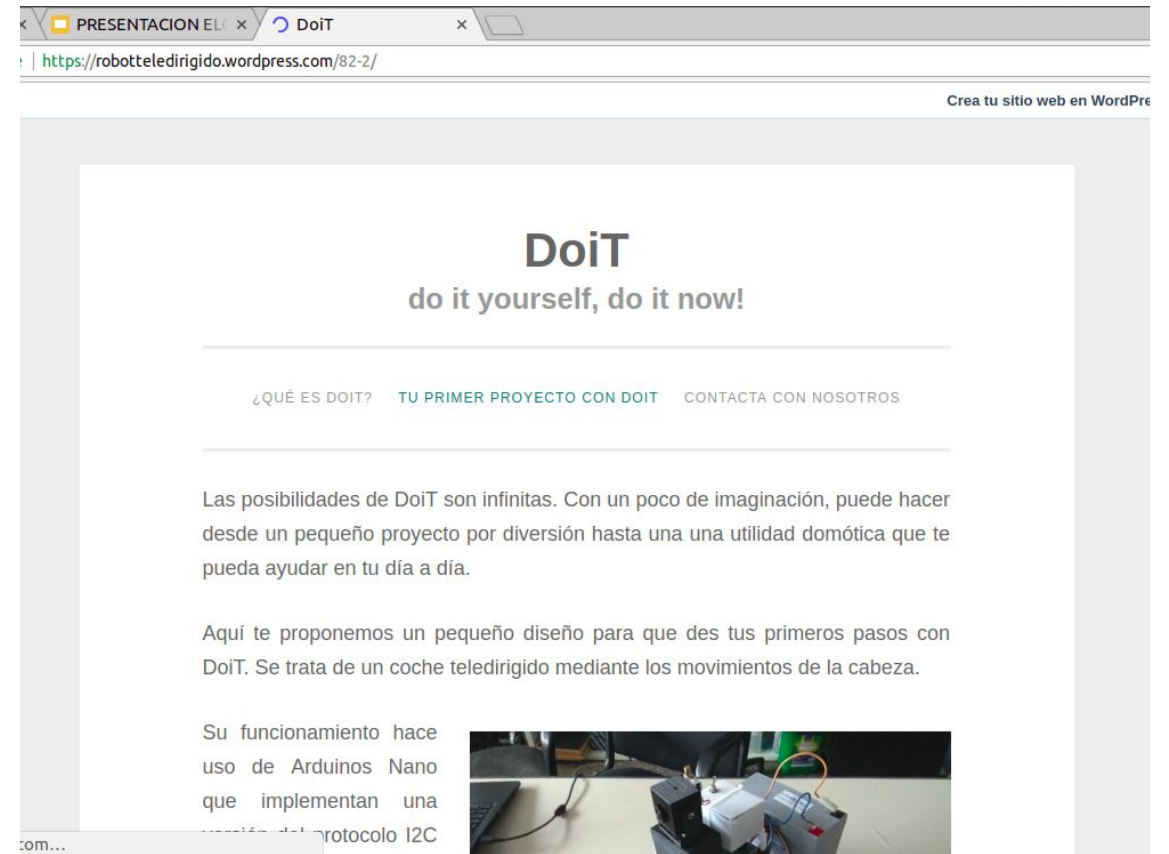 PRESENTACION EL
DoiT
https://robotteledirigido.wordpress.com/82-2/
Crea tu sitio web en WordPre
DoiT
do it yourself, do it now!
¿QUÉ ES DOIT? TU PRIMER PROYECTO CON DOIT CONTACTA CON NOSOTROS
Las posibilidades de DoiT son infinitas. Con un poco de imaginación, puede hacer
desde un pequeño proyecto por diversión hasta una una utilidad domótica que te
pueda ayudar en tu día a día.
Aquí te proponemos un pequeño diseño para que des tus primeros pasos con
DoiT. Se trata de un coche teledirigido mediante los movimientos de la cabeza.
Su funcionamiento hace
uso de Arduinos Nano
que implementan una
versión del protocolo I2C
com...